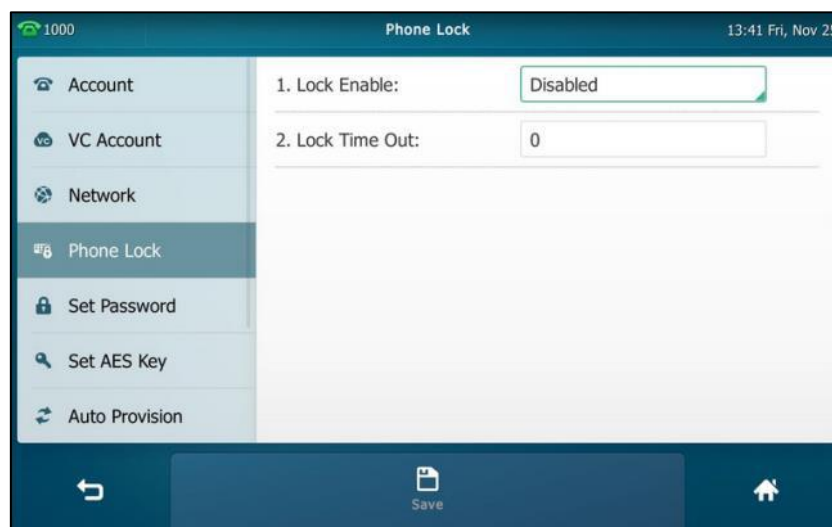 1000 Phone Lock 13:41 Fri, Nov 25
Account
VC Account
Network
Phone Lock
Set Password
Set AES Key
Auto Provision
1. Lock Enable: Disabled
2. Lock Time Out: 0
Save